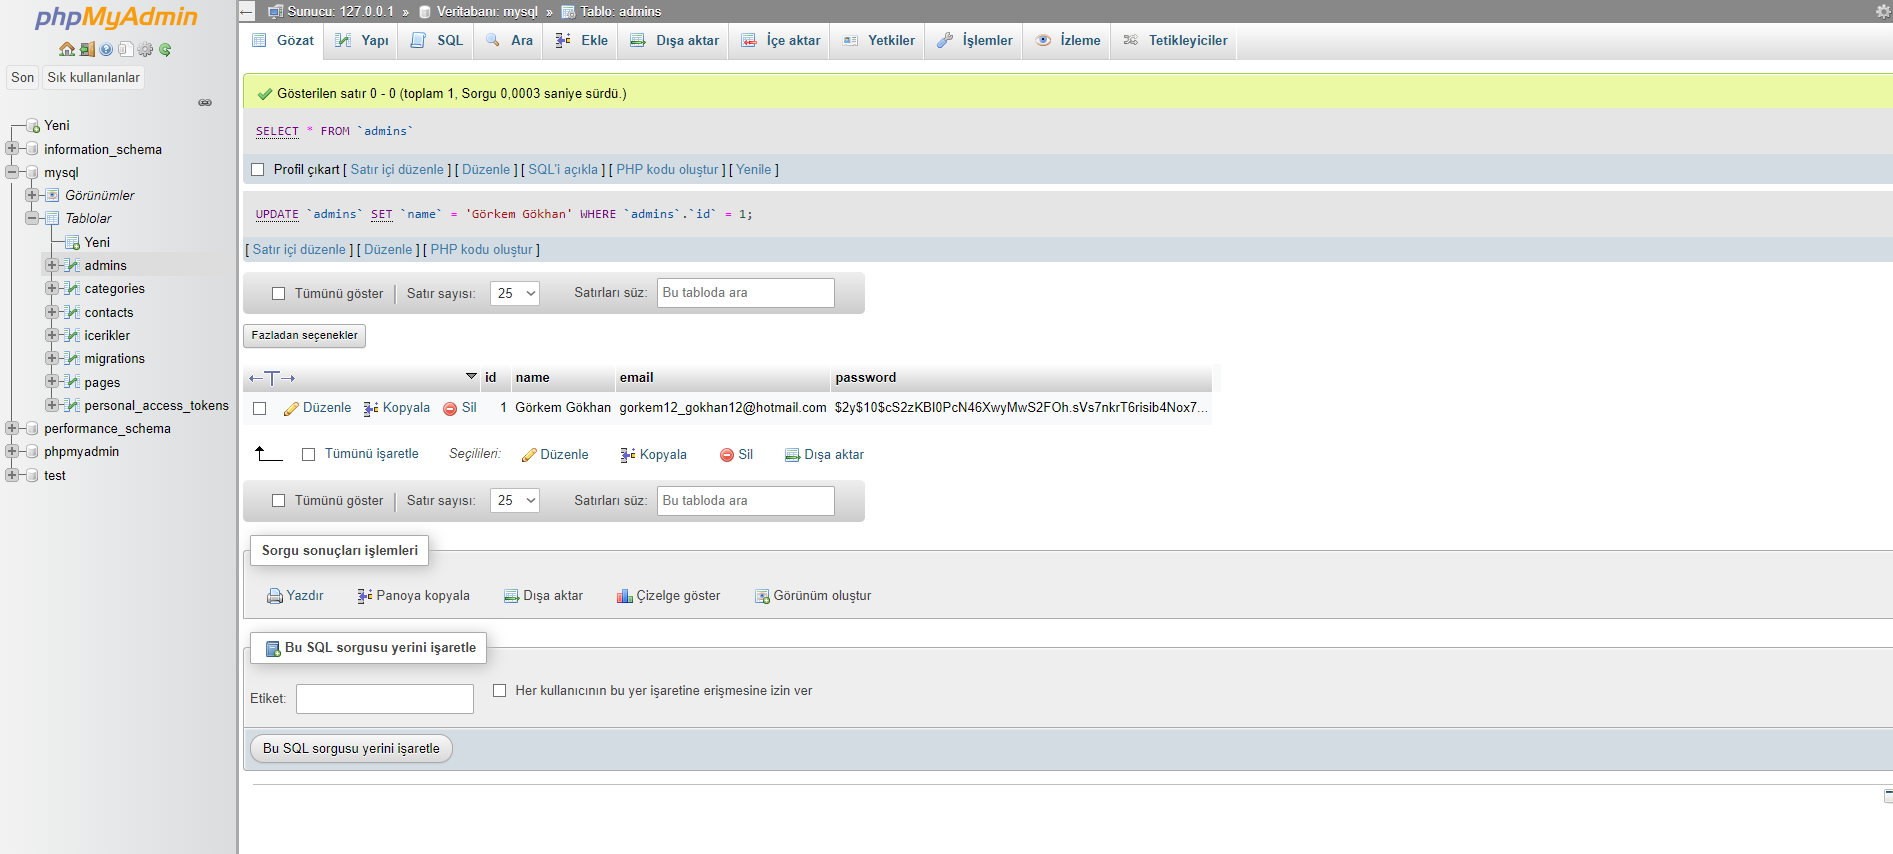 phpMyAdmin
Son Sık kullanılanlar
Yeni
information_schema
mysql
Görünümler
Tablolar
Yeni
admins
categories
contacts
icerikler
migrations
pages
personal_access_tokens
performance_schema
phpmyadmin
test
Sunucu: 127.0.0.1 » Veritabanı: mysql » Tablo: admins
Gözat Yapı SQL Ara Ekle Dışa aktar İçe aktar Yetkiler İşlemler İzleme Tetikleyiciler
Gösterilen satır 0 - 0 (toplam 1, Sorgu 0,0003 saniye sürdü.)
SELECT * FROM `admins`
Profil çıkart [ Satır içi düzenle ] [ Düzenle ] [ SQL'i açıkla ] [ PHP kodu oluştur ] [ Yenile ]
UPDATE `admins` SET `name` = 'Görkem Gökhan' WHERE `admins`.`id` = 1;
[ Satır içi düzenle ] [ Düzenle ] [ PHP kodu oluştur ]
Tümünü göster Satır sayısı: 25 Satırları süz: Bu tabloda ara
Fazladan seçenekler
id name email password
Düzenle Kopyala Sil 1 Görkem Gökhan gorkem12_gokhan12@hotmail.com $2y$10$cS2zKBI0PcN46XwyMwS2FOh.sVs7nkrT6risib4Nox7...
Tümünü işaretle Seçilileri: Düzenle Kopyala Sil Dışa aktar
Tümünü göster Satır sayısı: 25 Satırları süz: Bu tabloda ara
Sorgu sonuçları işlemleri
Yazdır Panoya kopyala Dışa aktar Çizelge göster Görünüm oluştur
Bu SQL sorgusu yerini işaretle
Etiket: Her kullanıcının bu yer işaretine erişmesine izin ver
Bu SQL sorgusu yerini işaretle